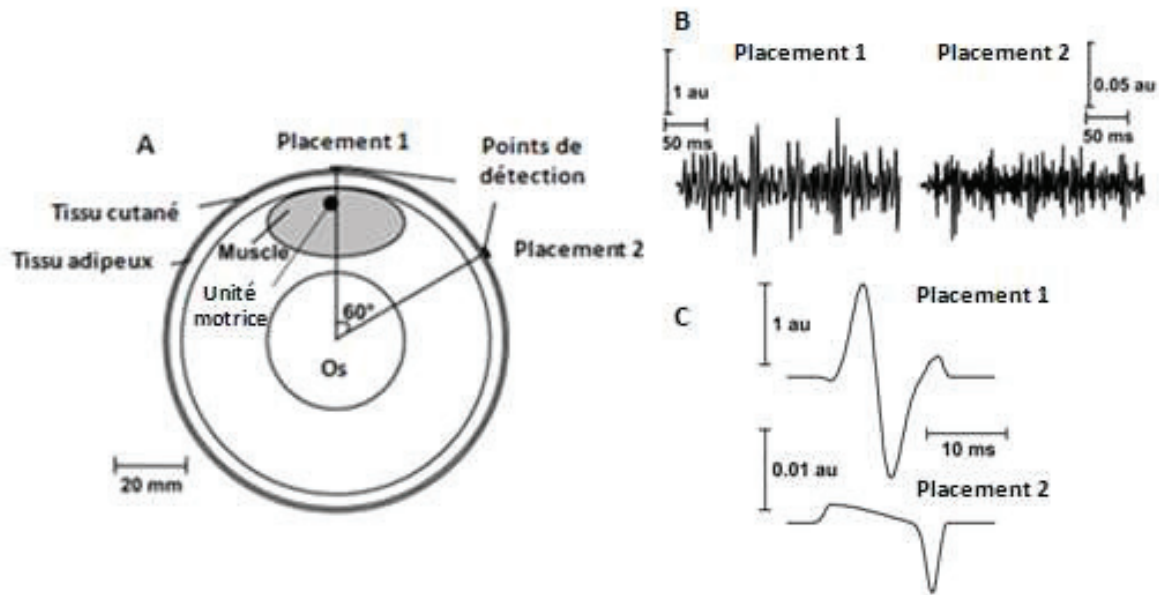 A
Placement 1
Points de
détection
Tissu cutané
Placement 2
Tissu adipeux
Muscle
Unité
motrice
60°
Os
20 mm
B
Placement 1
Placement 2
1 au
0.05 au
50 ms
50 ms
C
Placement 1
1 au
10 ms
0.01 au
Placement 2